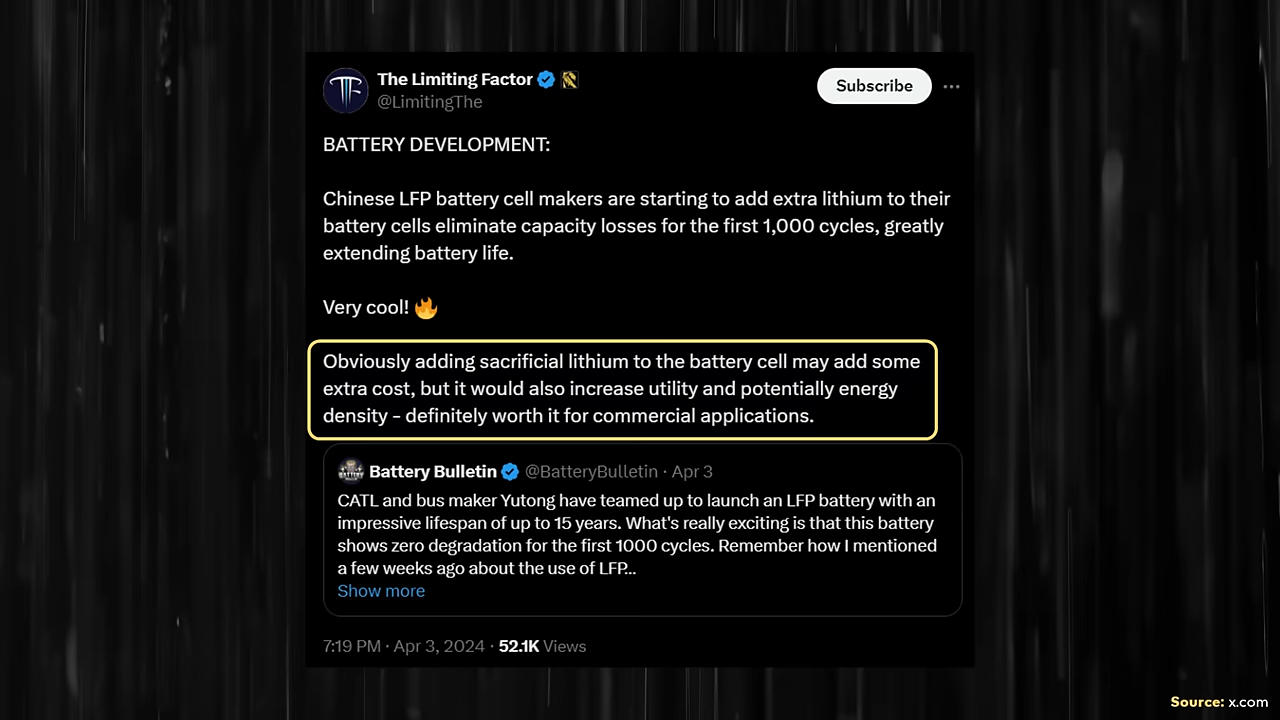 The Limiting Factor
@LimitingThe
Subscribe
BATTERY DEVELOPMENT:
Chinese LFP battery cell makers are starting to add extra lithium to their
battery cells eliminate capacity losses for the first 1,000 cycles, greatly
extending battery life.
Very cool! 🔥
Obviously adding sacrificial lithium to the battery cell may add some
extra cost, but it would also increase utility and potentially energy
density - definitely worth it for commercial applications.
Battery Bulletin @BatteryBulletin · Apr 3
CATL and bus maker Yutong have teamed up to launch an LFP battery with an
impressive lifespan of up to 15 years. What's really exciting is that this battery
shows zero degradation for the first 1000 cycles. Remember how I mentioned
a few weeks ago about the use of LFP...
Show more
7:19 PM · Apr 3, 2024 · 52.1K Views
Source: x.com